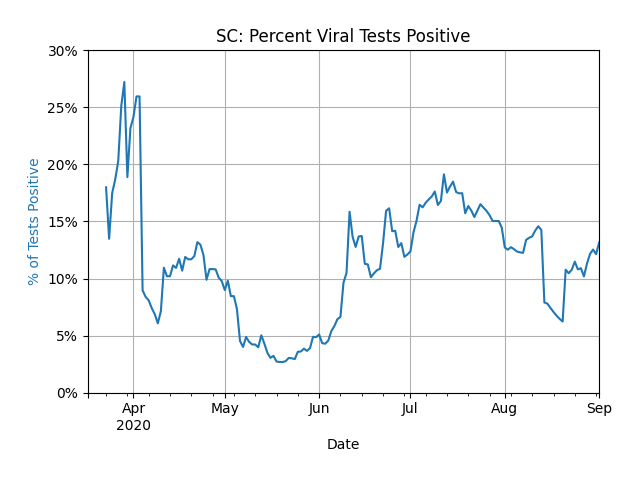 SC: Percent Viral Tests Positive
30%
25%
20%
15%
10%
5%
0%
% of Tests Positive
Apr
2020
May
Jun
Jul
Aug
Sep
Date